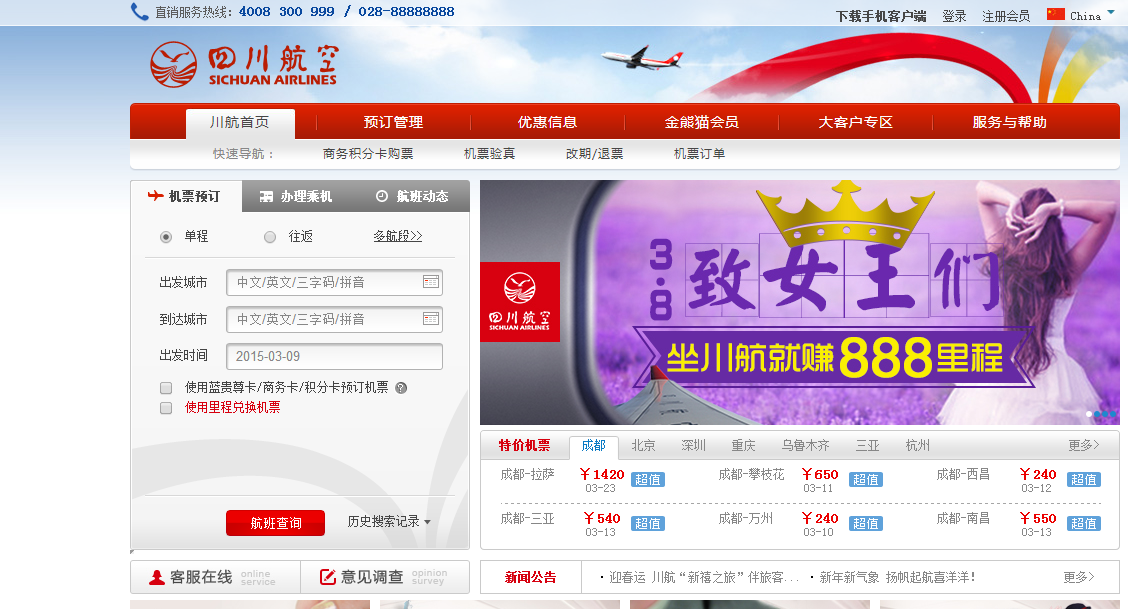 直销服务热线: 4008 300 999 / 028-88888888
下载手机客户端 登录 注册会员 China
四川航空
SICHUAN AIRLINES
川航首页 预订管理 优惠信息 金熊猫会员 大客户专区 服务与帮助
快速导航： 商务积分卡购票 机票验真 改期/退票 机票订单
机票预订 办理乘机 航班动态
单程 往返 多航段>>
出发城市 中文/英文/三字码/拼音
到达城市 中文/英文/三字码/拼音
出发时间 2015-03-09
使用蓝贵尊卡/商务卡/积分卡预订机票 ?
使用里程兑换机票
航班查询 历史搜索记录
四川航空
SICHUAN AIRLINES
3.8 致女王们
坐川航就赚888里程
特价机票 成都 北京 深圳 重庆 乌鲁木齐 三亚 杭州 更多>
成都-拉萨 ￥1420 超值 成都-攀枝花 ￥650 超值 成都-西昌 ￥240 超值
03-23 03-11 03-12
成都-三亚 ￥540 超值 成都-万州 ￥240 超值 成都-南昌 ￥550 超值
03-13 03-10 03-13
客服在线 online service 意见调查 opinion survey
新闻公告 · 迎春运 川航“新禧之旅”伴旅客... · 新年新气象 扬帆起航喜洋洋! 更多>